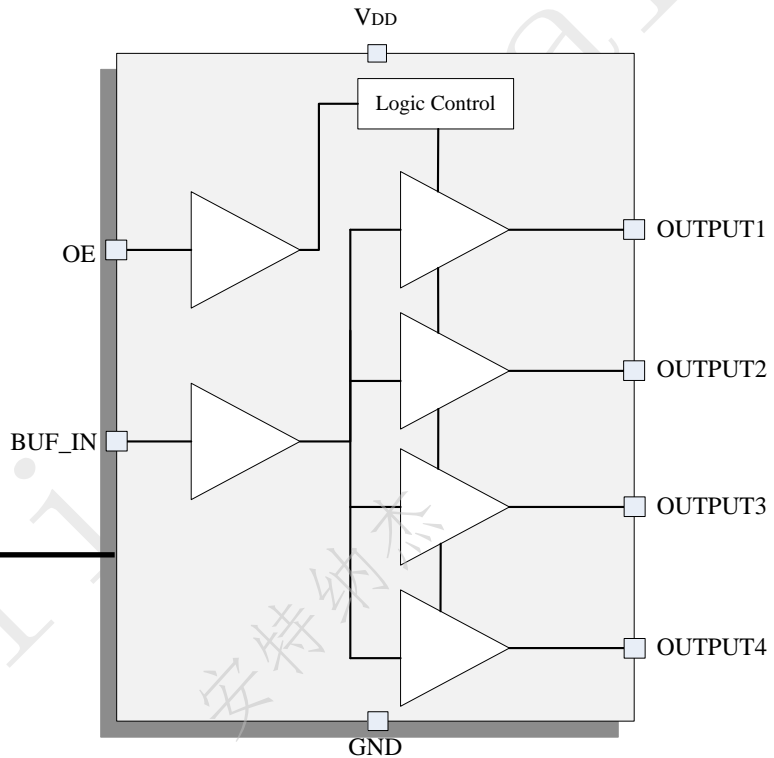 VDD
Logic Control
OE
OUTPUT1
OUTPUT2
BUF_IN
OUTPUT3
OUTPUT4
GND
安特纳杰